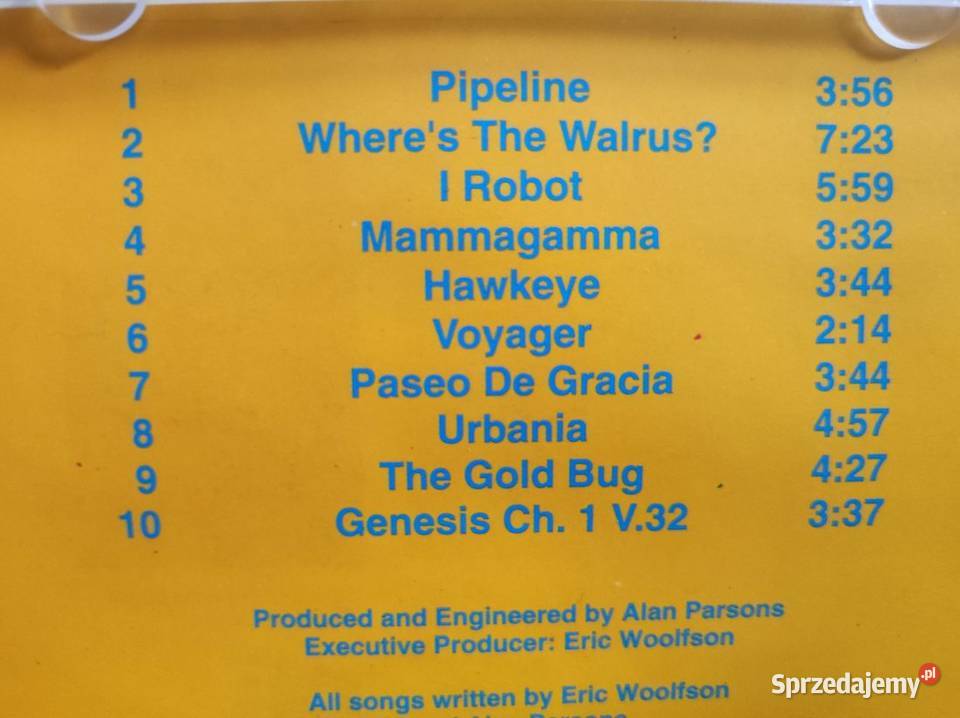 1 Pipeline 3:56
2 Where's The Walrus? 7:23
3 I Robot 5:59
4 Mammagamma 3:32
5 Hawkeye 3:44
6 Voyager 2:14
7 Paseo De Gracia 3:44
8 Urbania 4:57
9 The Gold Bug 4:27
10 Genesis Ch. 1 V.32 3:37
Produced and Engineered by Alan Parsons
Executive Producer: Eric Woolfson
All songs written by Eric Woolfson
Parsons
Sprzedajemy.pl